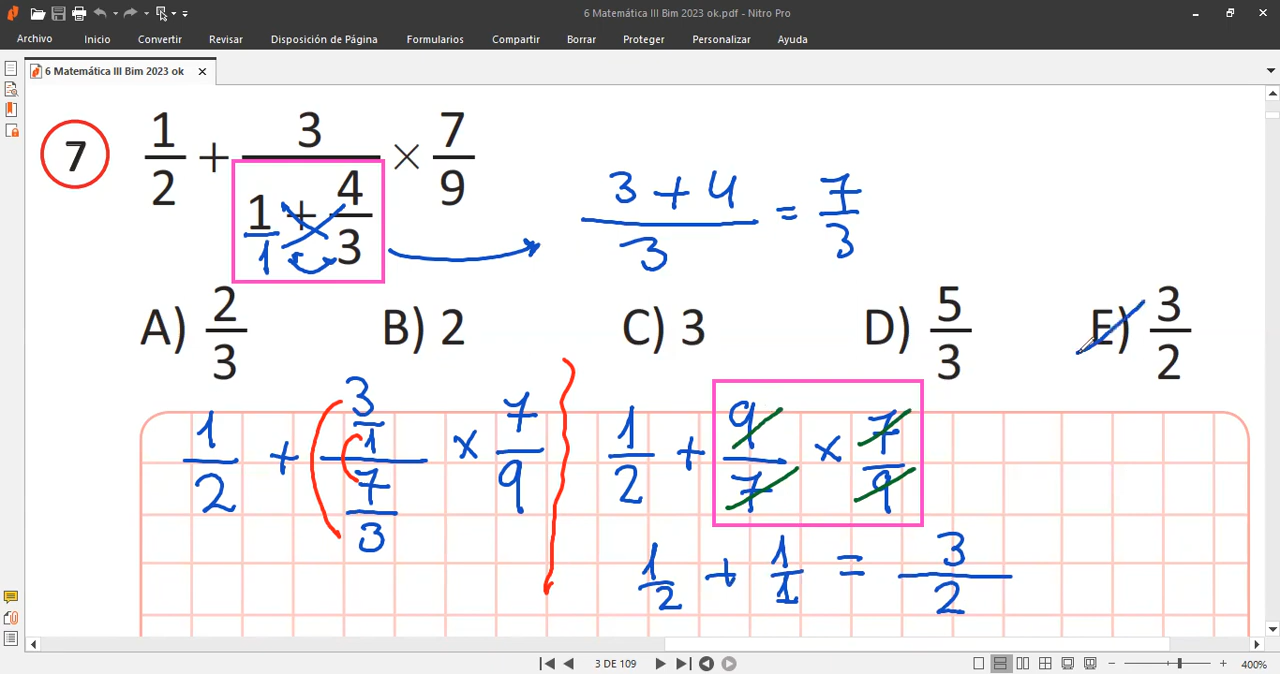 6 Matemática III Bim 2023 ok.pdf - Nitro Pro
Archivo Inicio Convertir Revisar Disposición de Página Formularios Compartir Borrar Proteger Personalizar Ayuda
6 Matemática III Bim 2023 ok
7 1/2 + 3/(1 + 4/3) × 7/9
1
(3 + 4)/3 = 7/3
A) 2/3 B) 2 C) 3 D) 5/3 E) 3/2
1/2 + (3/1)/(7/3) × 7/9
1/2 + 9/7 × 7/9
1/2 + 1/1 = 3/2
3 DE 109
400%